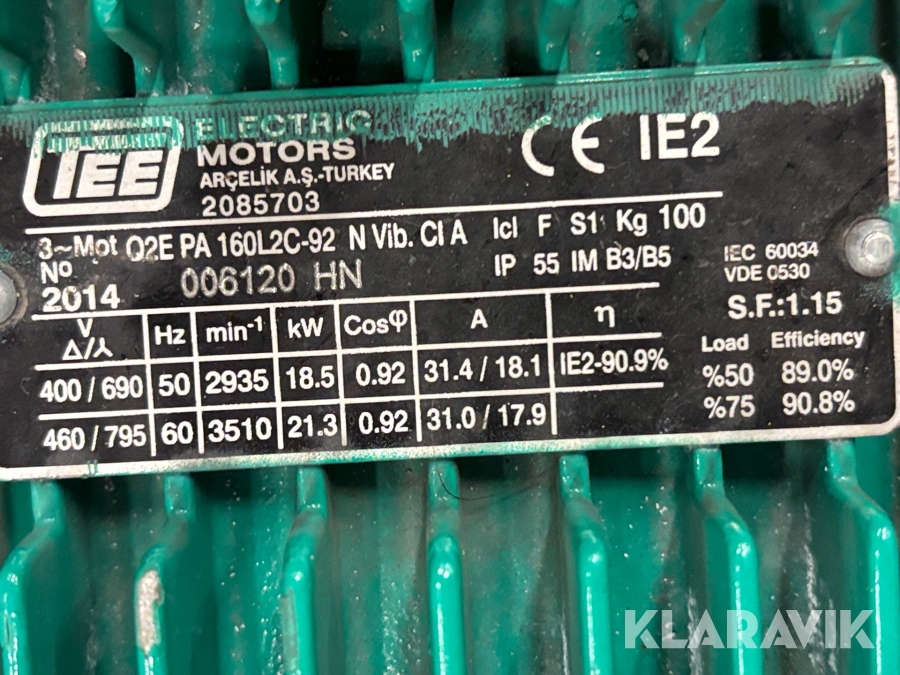 TEE
ELECTRIC
MOTORS
ARÇELİK A.Ş.-TURKEY
2085703
CE IE2
3~Mot Q2E PA 160L2C-92 N Vib. Cl A Icl F S1 Kg 100
No 006120 HN IP 55 IM B3/B5
2014
IEC 60034
VDE 0530
S.F.:1.15
V Δ/⅄ Hz min-1 kW Cosφ A η
400 / 690 50 2935 18.5 0.92 31.4 / 18.1 IE2-90.9%
460 / 795 60 3510 21.3 0.92 31.0 / 17.9
Load Efficiency
%50 89.0%
%75 90.8%
KLARAVIK